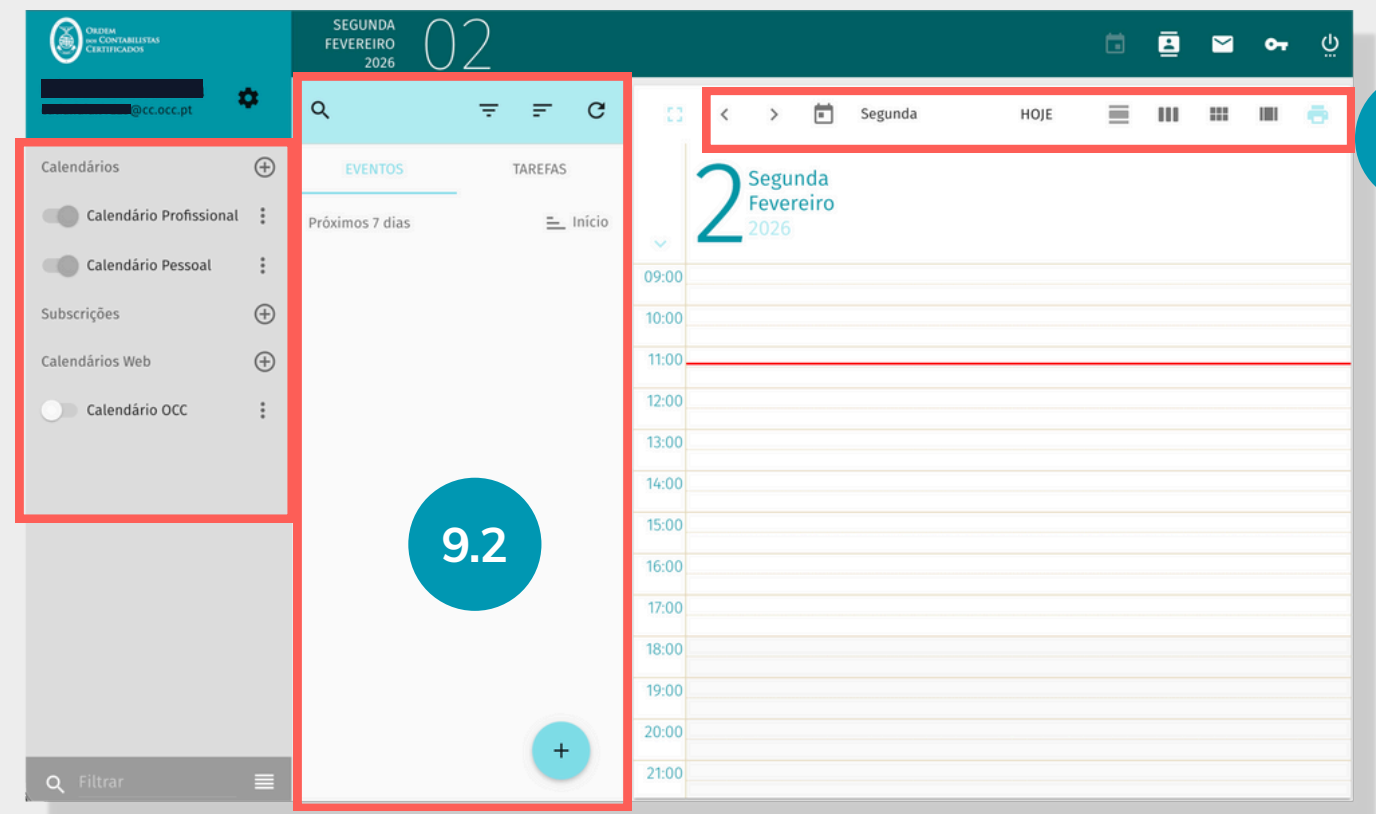 ORDEM
DOS CONTABILISTAS
CERTIFICADOS
@cc.occ.pt
SEGUNDA
FEVEREIRO
2026
02
Calendários
Calendário Profissional
Calendário Pessoal
Subscrições
Calendários Web
Calendário OCC
Filtrar
EVENTOS TAREFAS
Próximos 7 dias Início
9.2
+
Segunda HOJE
2
Segunda
Fevereiro
2026
09:00
10:00
11:00
12:00
13:00
14:00
15:00
16:00
17:00
18:00
19:00
20:00
21:00